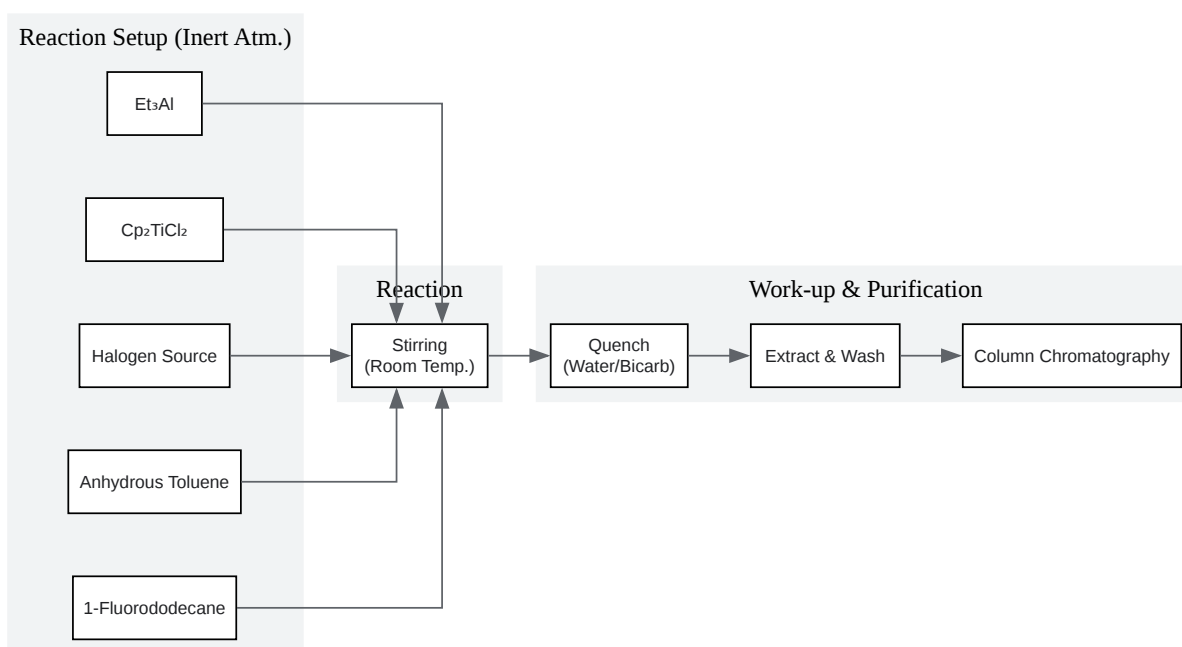 Reaction Setup (Inert Atm.)
Et₃Al
Cp₂TiCl₂
Halogen Source
Anhydrous Toluene
1-Fluorododecane
Reaction
Stirring
(Room Temp.)
Work-up & Purification
Quench
(Water/Bicarb)
Extract & Wash
Column Chromatography